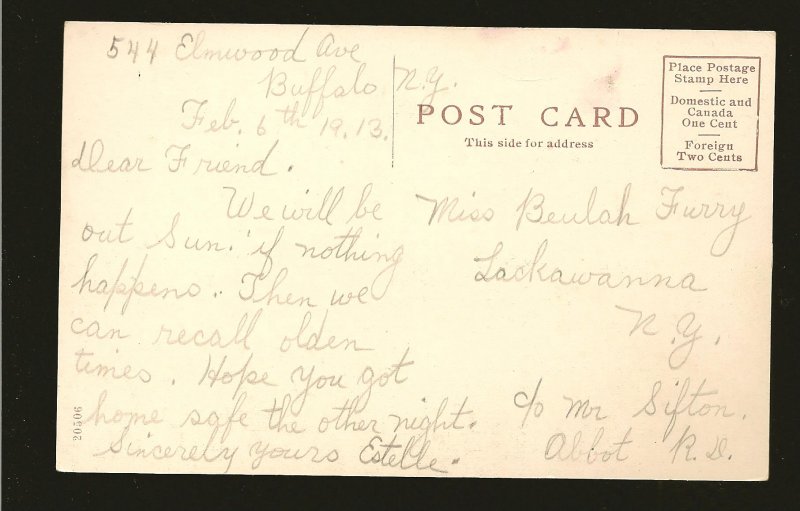 544 Elmwood Ave
Buffalo N.Y.
Feb. 6th 19.13.
Dear Friend.
We will be
out Sun. if nothing
happens. Then we
can recall olden
times. Hope you got
home safe the other night.
Sincerely yours Estelle.
20506
POST CARD
This side for address
Place Postage
Stamp Here
Domestic and
Canada
One Cent
Foreign
Two Cents
Miss Beulah Furry
Lackawanna
N.Y.
c/o Mr Sifton.
Abbot R.D.